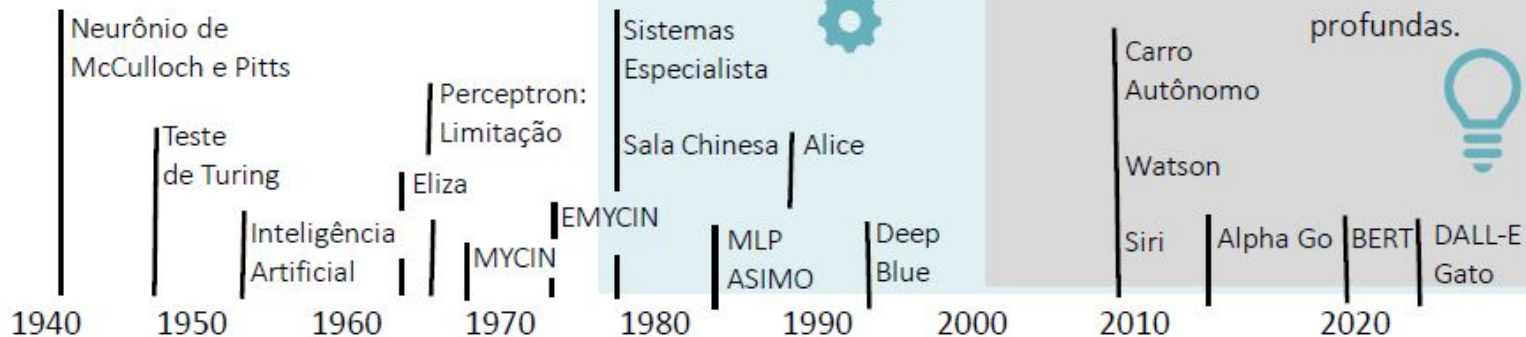 profundas.
Neurônio de
McCulloch e Pitts
Teste
de Turing
Inteligência
Artificial
Eliza
Perceptron:
Limitação
MYCIN
EMYCIN
Sistemas
Especialista
Sala Chinesa
MLP
ASIMO
Alice
Deep
Blue
Carro
Autônomo
Watson
Siri
Alpha Go
BERT
DALL-E
Gato
1940 1950 1960 1970 1980 1990 2000 2010 2020